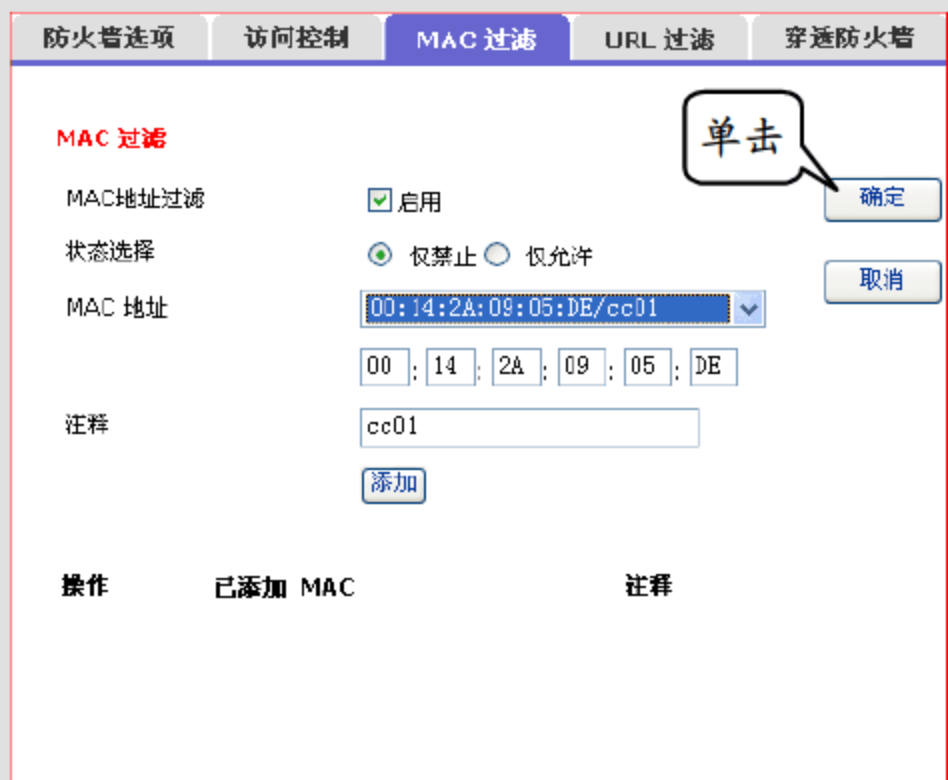 防火墙选项 访问控制 MAC 过滤 URL 过滤 穿透防火墙
单击
MAC 过滤
MAC地址过滤 启用 确定
状态选择 仅禁止 仅允许
取消
MAC 地址 00:14:2A:09:05:DE/cc01
00 : 14 : 2A : 09 : 05 : DE
注释 cc01
添加
操作 已添加 MAC 注释